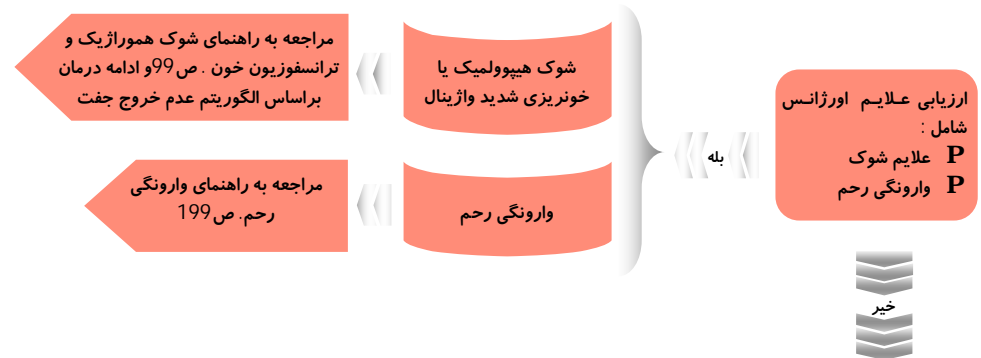 ارزیابی علایم اورژانس
شامل :
P علایم شوک
P وارونگی رحم
بله
شوک هیپوولمیک یا
خونریزی شدید واژینال
مراجعه به راهنمای شوک هموراژیک و
ترانسفوزیون خون . ص99و ادامه درمان
براساس الگوریتم عدم خروج جفت
وارونگی رحم
مراجعه به راهنمای وارونگی
رحم. ص199
خیر